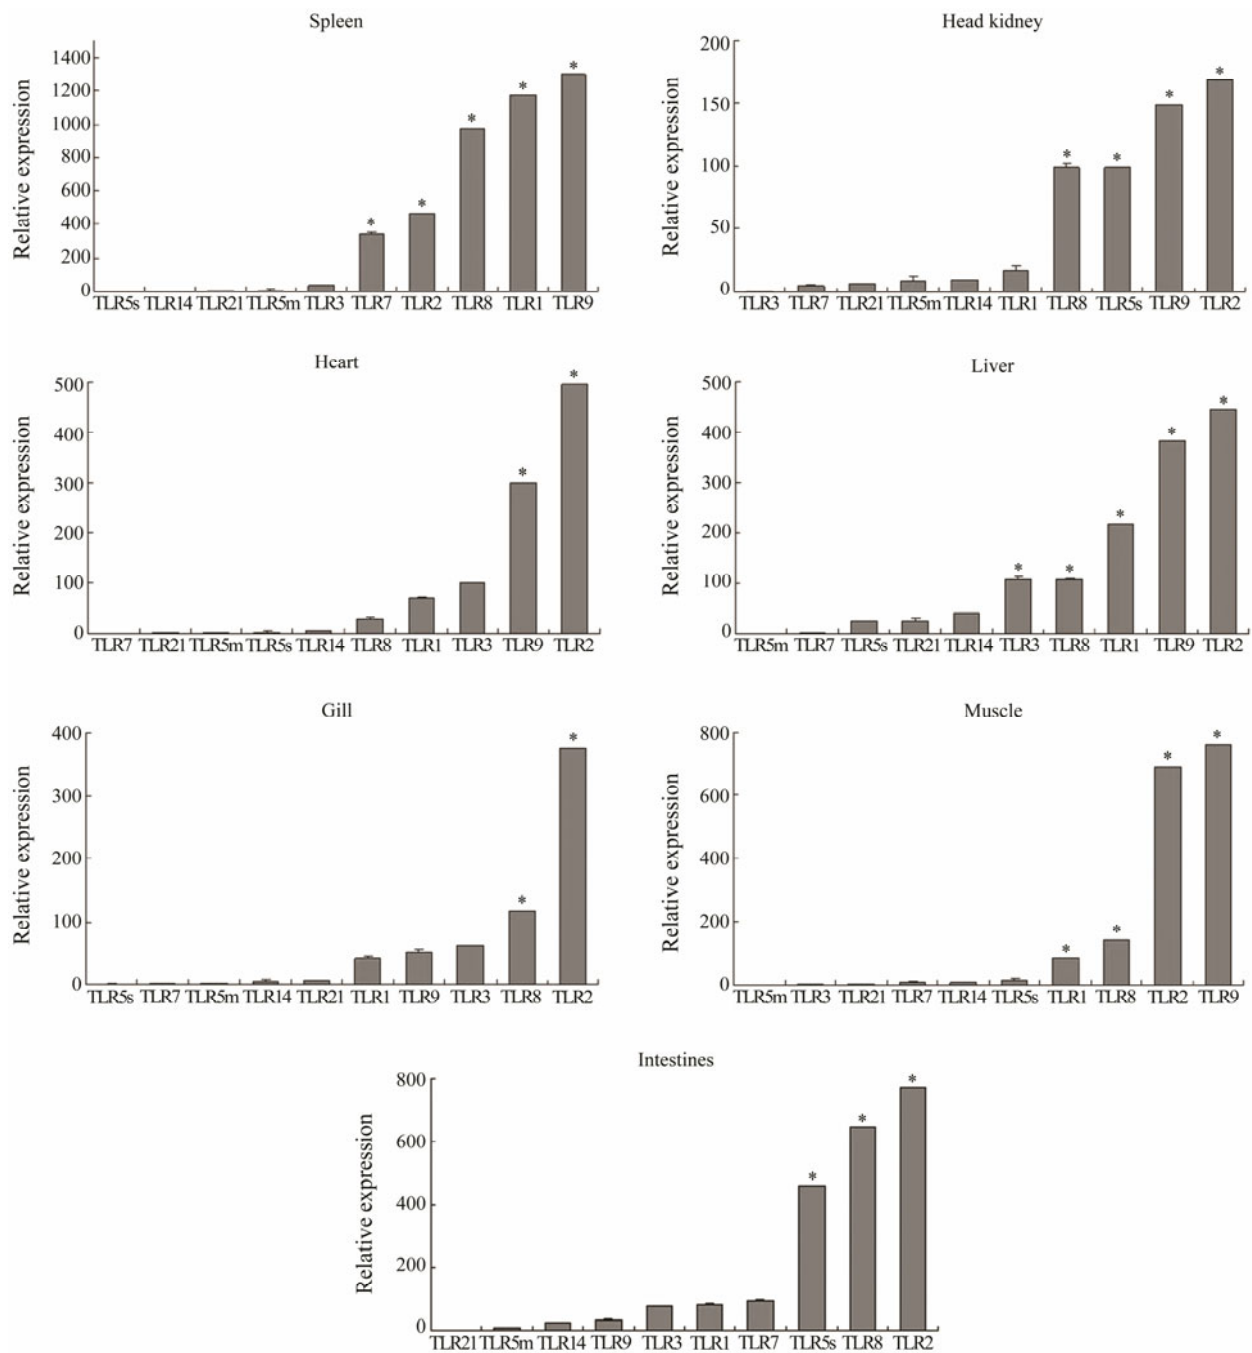 Spleen
Relative expression
1400
1200
1000
800
600
400
200
0
* * * * *
TLR5s TLR14 TLR21 TLR5m TLR3 TLR7 TLR2 TLR8 TLR1 TLR9
Head kidney
Relative expression
200
150
100
50
0
* * * *
TLR3 TLR7 TLR21 TLR5m TLR14 TLR1 TLR8 TLR5s TLR9 TLR2
Heart
Relative expression
500
400
300
200
100
0
* *
TLR7 TLR21 TLR5m TLR5s TLR14 TLR8 TLR1 TLR3 TLR9 TLR2
Liver
Relative expression
500
400
300
200
100
0
* * * * *
TLR5m TLR7 TLR5s TLR21 TLR14 TLR3 TLR8 TLR1 TLR9 TLR2
Gill
Relative expression
400
300
200
100
0
* *
TLR5s TLR7 TLR5m TLR14 TLR21 TLR1 TLR9 TLR3 TLR8 TLR2
Muscle
Relative expression
800
600
400
200
0
* * * *
TLR5m TLR3 TLR21 TLR7 TLR14 TLR5s TLR1 TLR8 TLR2 TLR9
Intestines
Relative expression
800
600
400
200
0
* * *
TLR21 TLR5m TLR14 TLR9 TLR3 TLR1 TLR7 TLR5s TLR8 TLR2